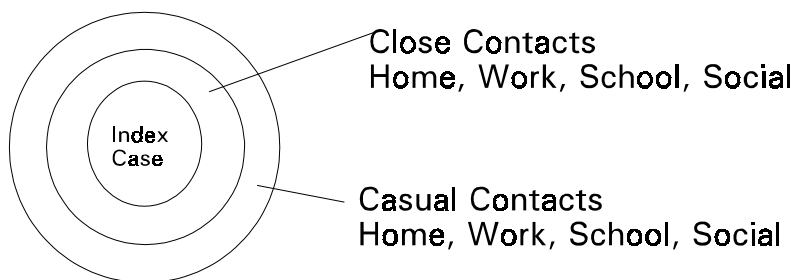 Close Contacts
Home, Work, School, Social
Index
Case
Casual Contacts
Home, Work, School, Social